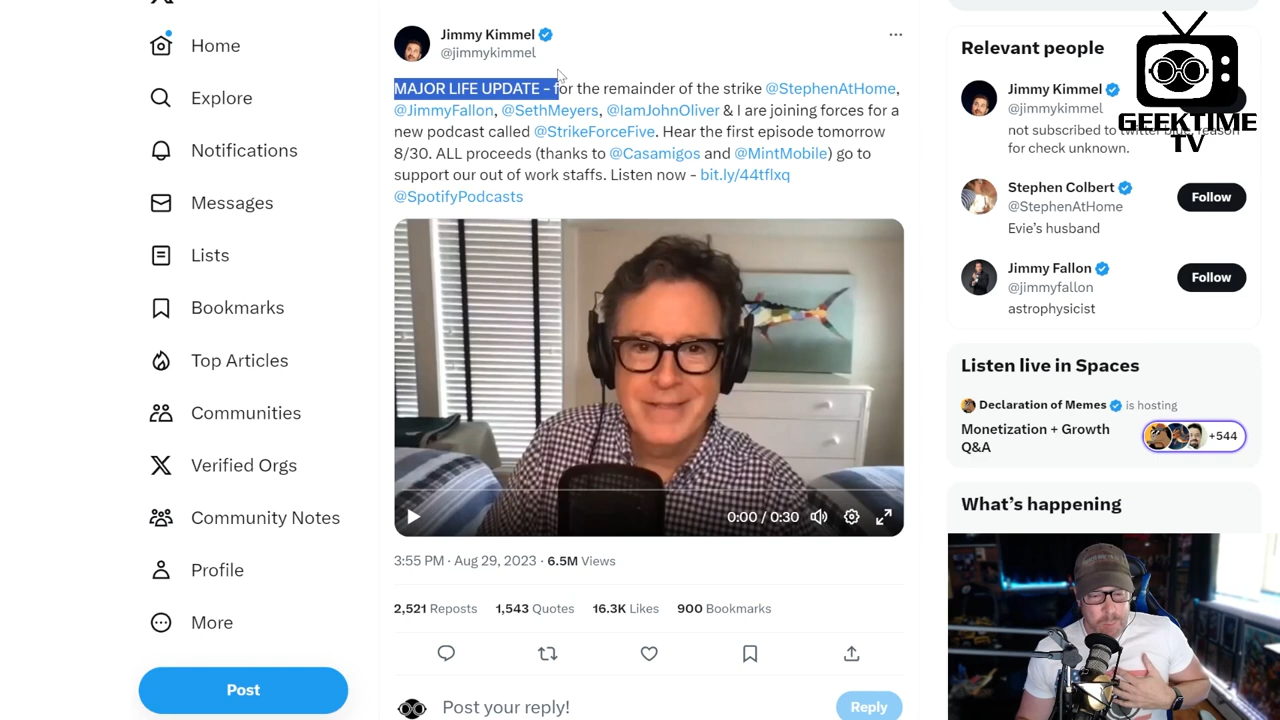 Home
Explore
Notifications
Messages
Lists
Bookmarks
Top Articles
Communities
Verified Orgs
Community Notes
Profile
More
Post
Jimmy Kimmel
@jimmykimmel
MAJOR LIFE UPDATE - for the remainder of the strike @StephenAtHome,
@JimmyFallon, @SethMeyers, @IamJohnOliver & I are joining forces for a
new podcast called @StrikeForceFive. Hear the first episode tomorrow
8/30. ALL proceeds (thanks to @Casamigos and @MintMobile) go to
support our out of work staffs. Listen now - bit.ly/44tflxq
@SpotifyPodcasts
0:00 / 0:30
3:55 PM · Aug 29, 2023 · 6.5M Views
2,521 Reposts 1,543 Quotes 16.3K Likes 900 Bookmarks
Post your reply!
Reply
Relevant people
Jimmy Kimmel
@jimmykimmel
not subscribed to twitter blue. reason
for check unknown.
Stephen Colbert
@StephenAtHome
Follow
Evie's husband
Jimmy Fallon
@jimmyfallon
Follow
astrophysicist
Listen live in Spaces
Declaration of Memes is hosting
Monetization + Growth
Q&A
+544
What's happening
GEEKTIME
TV